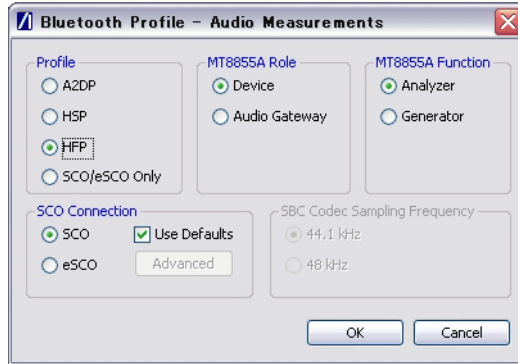 Bluetooth Profile - Audio Measurements
Profile
A2DP
HSP
HFP
SCO/eSCO Only
MT8855A Role
Device
Audio Gateway
MT8855A Function
Analyzer
Generator
SCO Connection
SCO
Use Defaults
eSCO
Advanced
SBC Codec Sampling Frequency
44.1 kHz
48 kHz
OK
Cancel